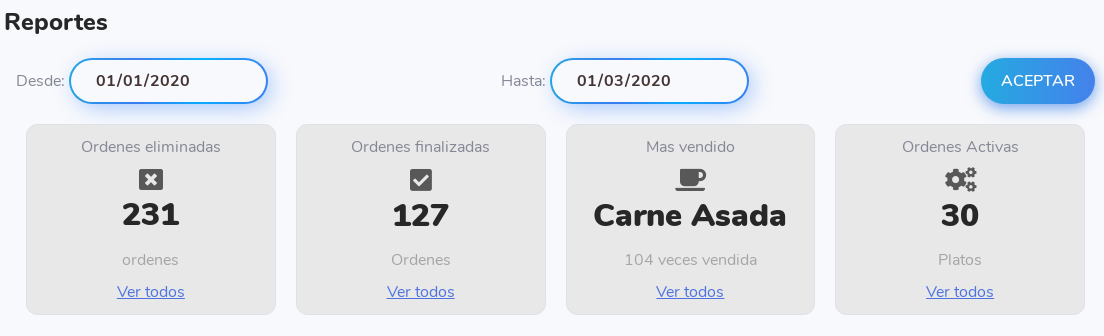 Reportes
Desde: 01/01/2020 Hasta: 01/03/2020 ACEPTAR
Ordenes eliminadas
231
ordenes
Ver todos
Ordenes finalizadas
127
Ordenes
Ver todos
Mas vendido
Carne Asada
104 veces vendida
Ver todos
Ordenes Activas
30
Platos
Ver todos